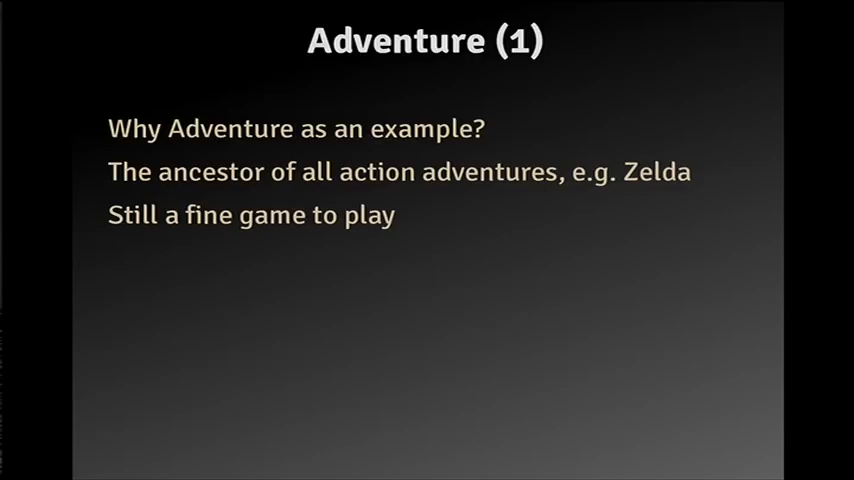 Adventure (1)
Why Adventure as an example?
The ancestor of all action adventures, e.g. Zelda
Still a fine game to play